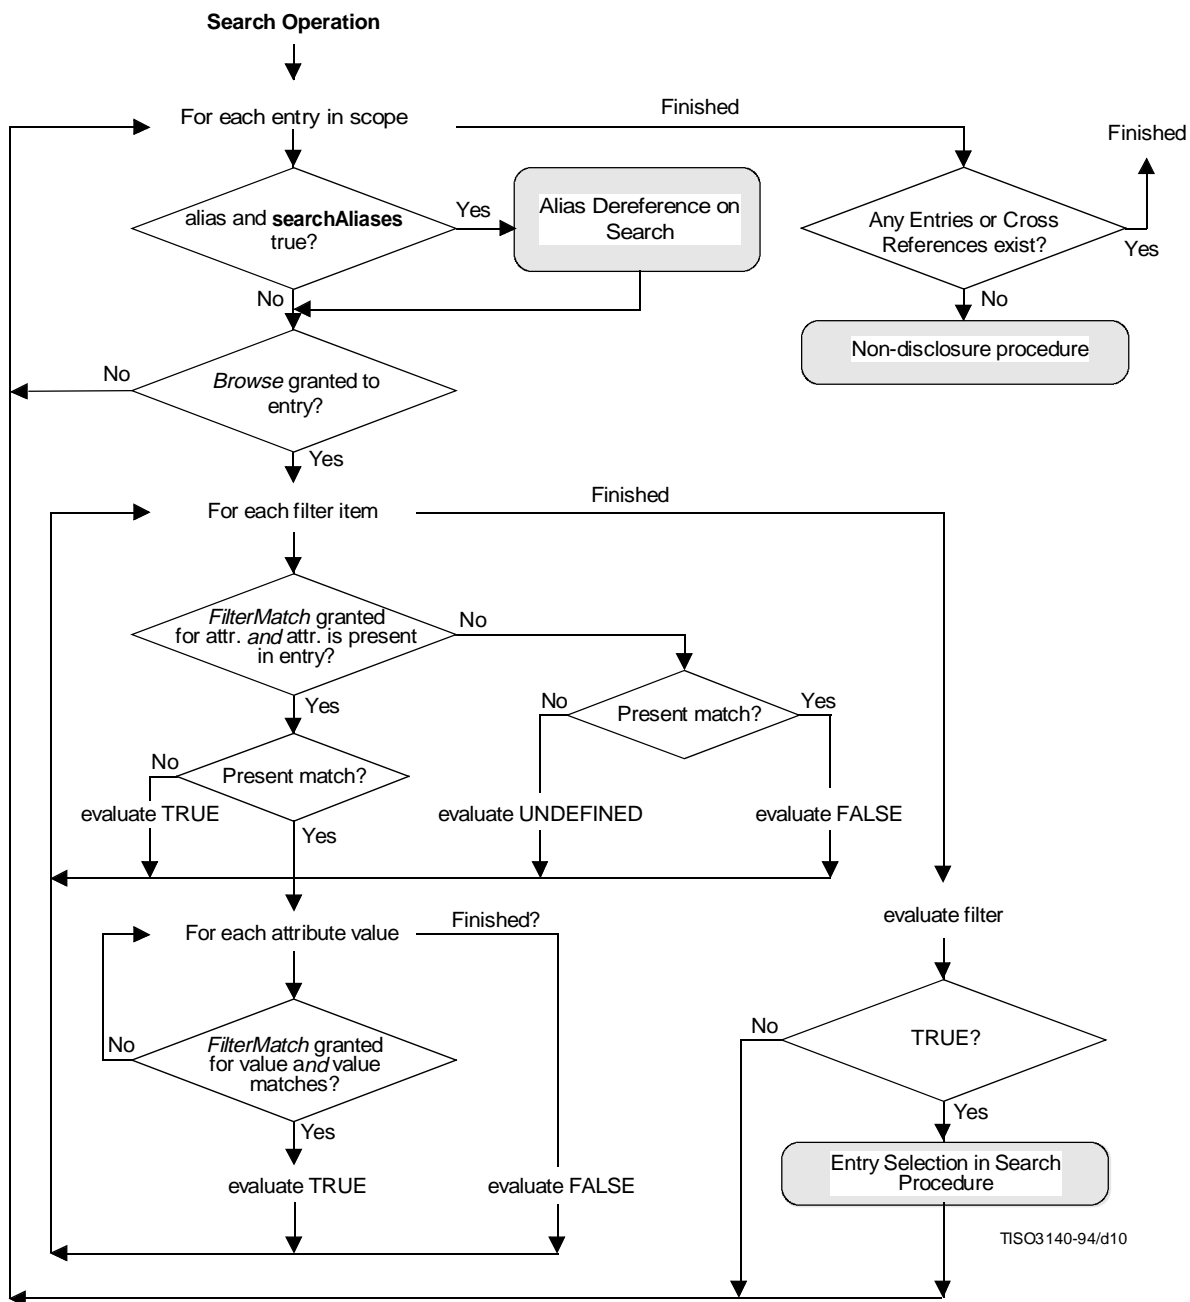 Search Operation
For each entry in scope
Finished
Finished
alias and searchAliases
true?
Yes
Alias Dereference on
Search
Any Entries or Cross
References exist?
Yes
No
No
Non-disclosure procedure
No
Browse granted to
entry?
Yes
For each filter item
Finished
FilterMatch granted
for attr. and attr. is present
in entry?
No
Yes
No
Present match?
Yes
No
Present match?
evaluate TRUE
Yes
evaluate UNDEFINED
evaluate FALSE
For each attribute value
Finished?
evaluate filter
No
FilterMatch granted
for value and value
matches?
No
TRUE?
Yes
Yes
evaluate TRUE
evaluate FALSE
Entry Selection in Search
Procedure
TISO3140-94/d10